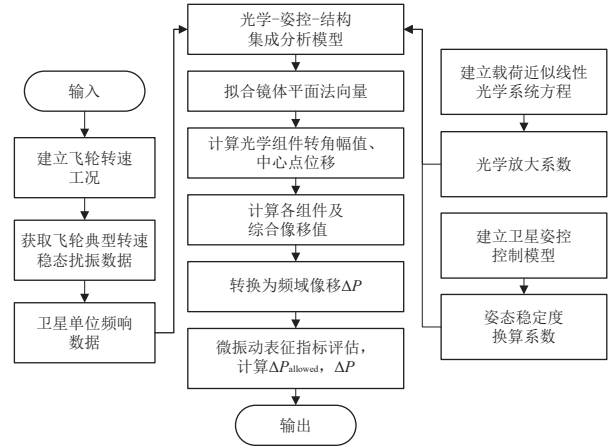 输入
建立飞轮转速
工况
获取飞轮典型转速
稳态扰振数据
卫星单位频响
数据
光学-姿控-结构
集成分析模型
拟合镜体平面法向量
计算光学组件转角幅值、
中心点位移
计算各组件及
综合像移值
转换为频域像移ΔP
微振动表征指标评估,
计算ΔPallowed, ΔP
输出
建立载荷近似线性
光学系统方程
光学放大系数
建立卫星姿控
控制模型
姿态稳定度
换算系数